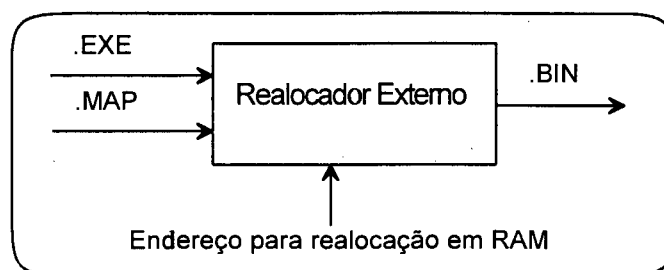 .EXE
.MAP
Realocador Externo
.BIN
Endereço para realocação em RAM